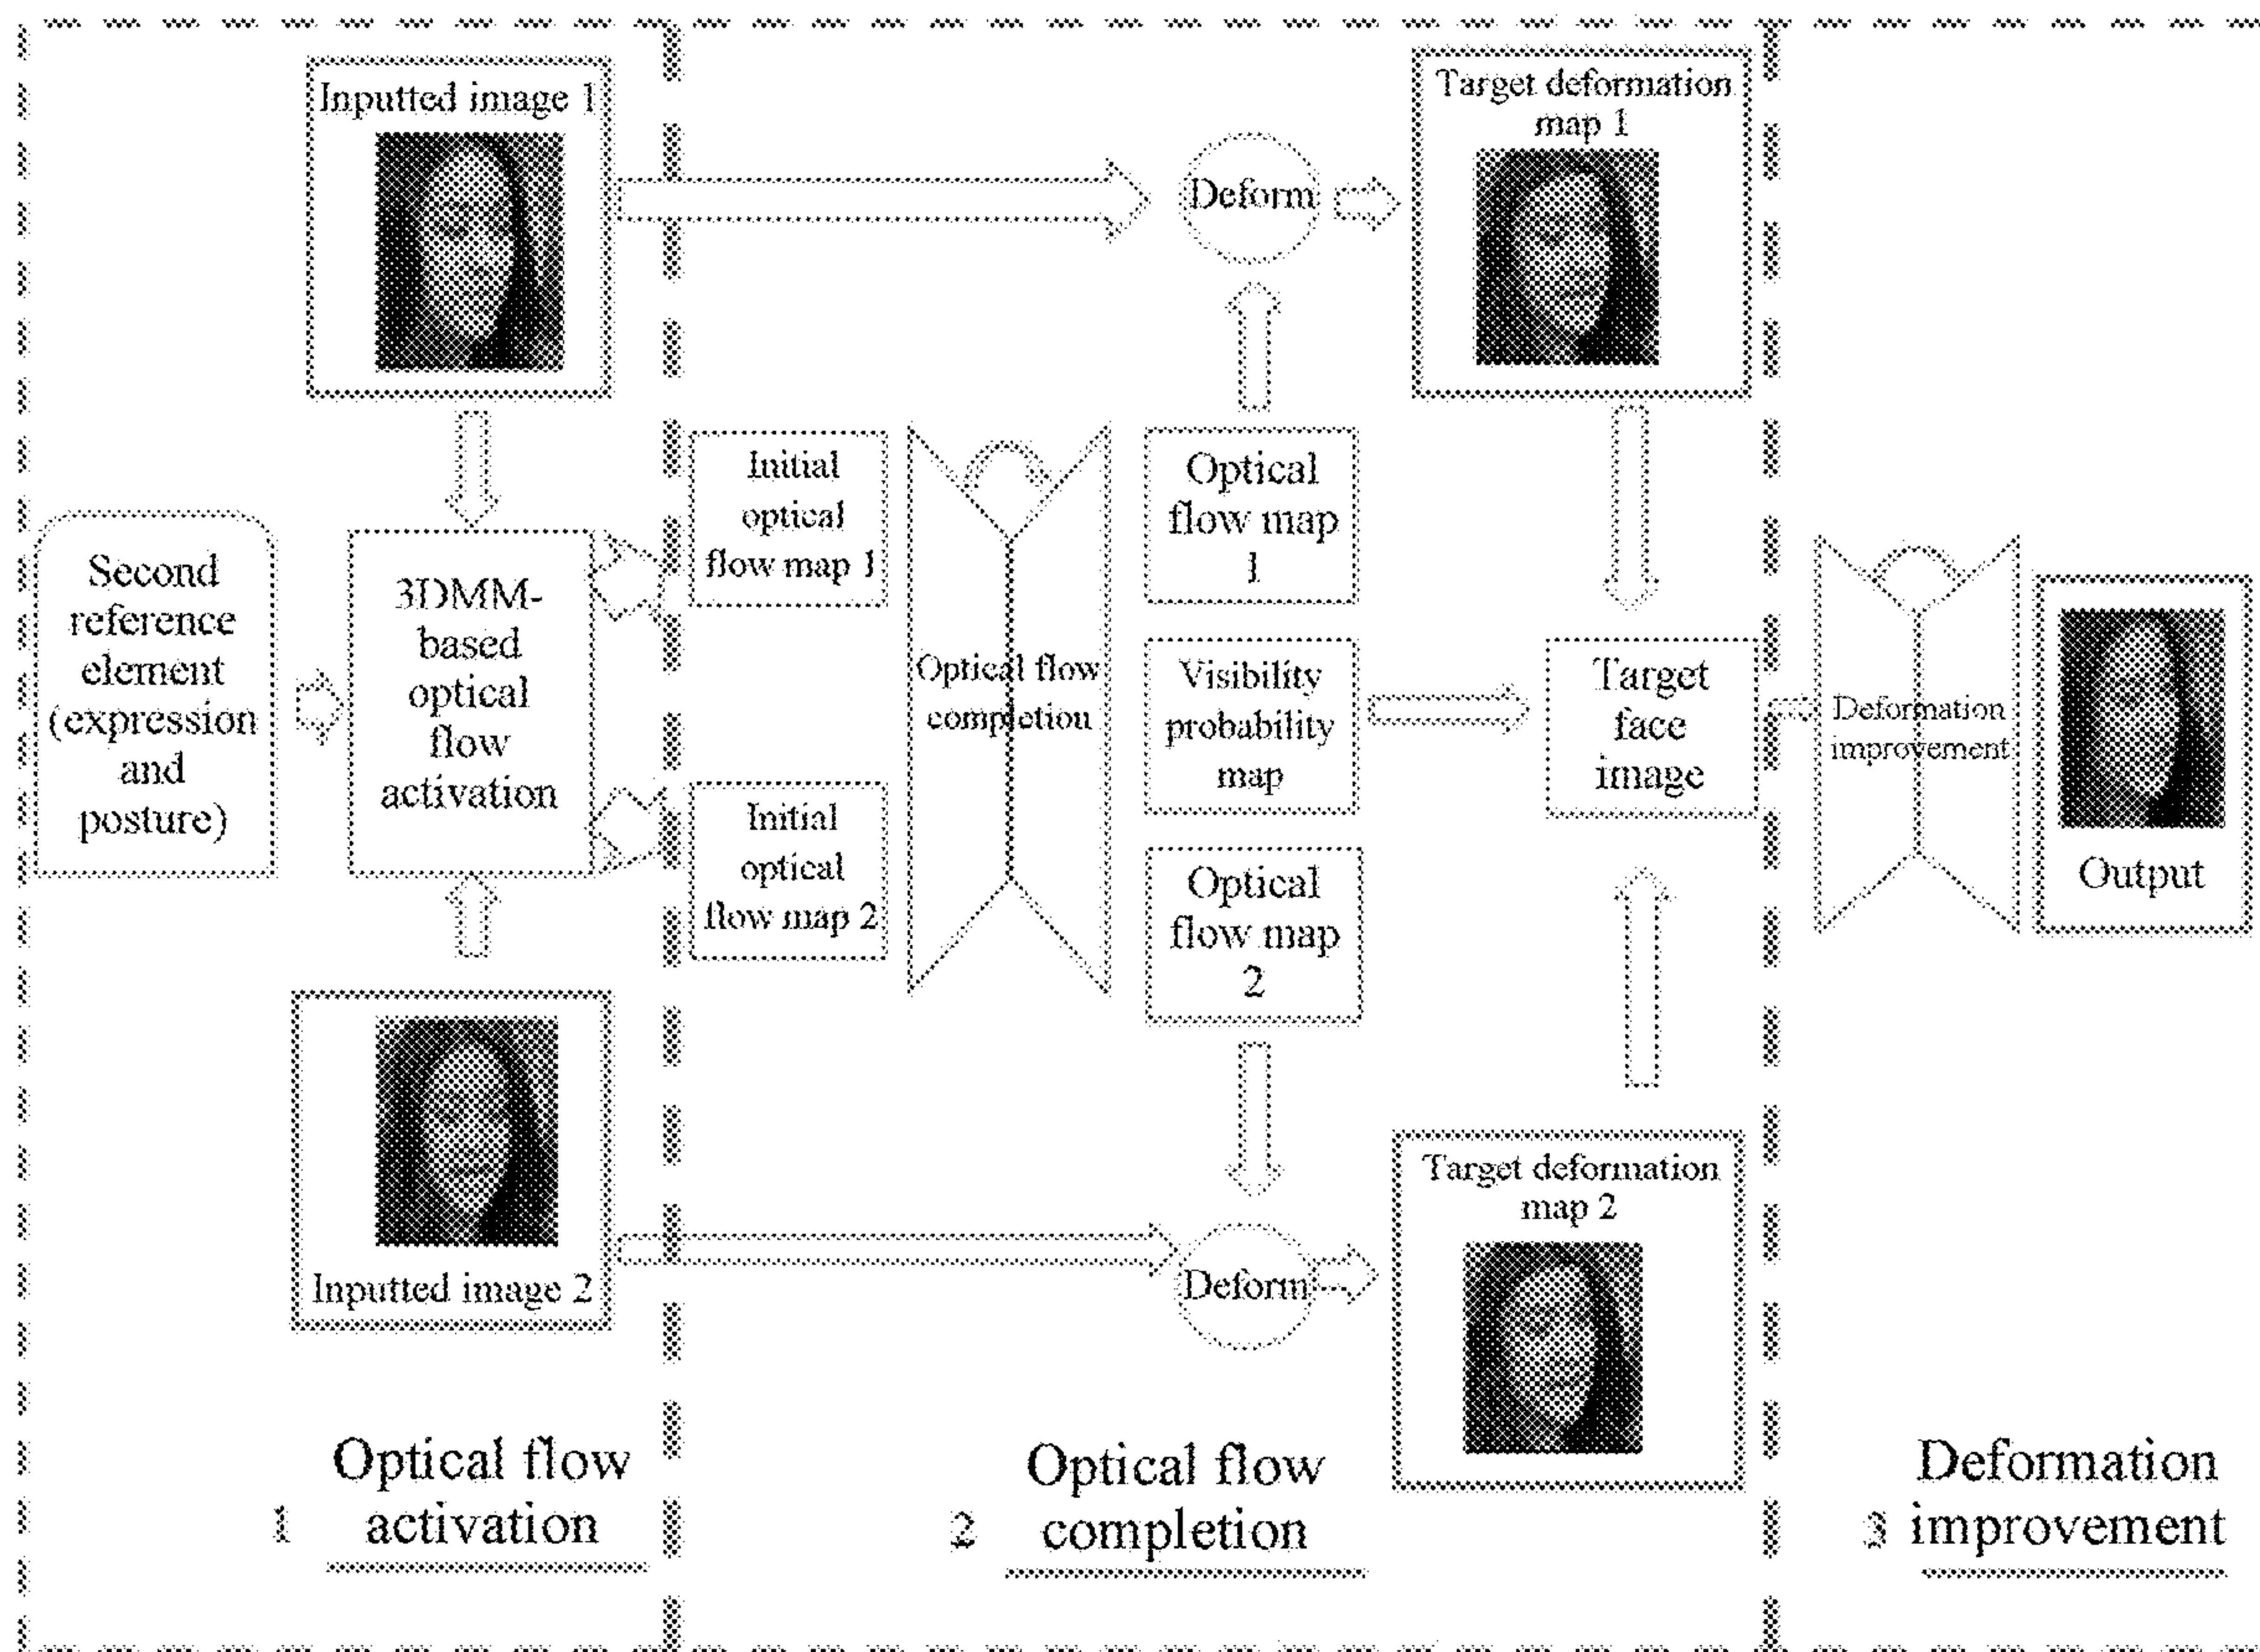 Inputted image 1
Target deformation
map 1
Deform
Second
reference
element
(expression
and
posture)
3DMM-
based
optical
flow
activation
Initial
optical
flow map 1
Initial
optical
flow map 2
Optical flow
completion
Optical
flow map
1
Visibility
probability
map
Optical
flow map
2
Target
face
image
Deformation
improvement
Output
Inputted image 2
Deform
Target deformation
map 2
1 Optical flow
activation
2 Optical flow
completion
3 Deformation
improvement